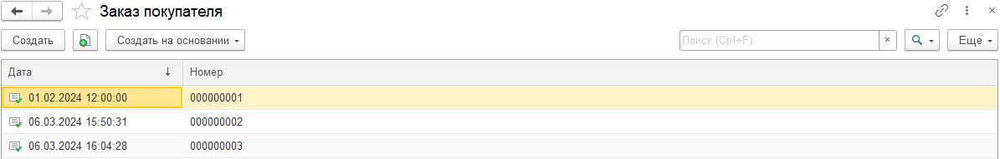 Заказ покупателя
Создать Создать на основании Поиск (Ctrl+F) × Еще
Дата ↓ Номер
01.02.2024 12:00:00 000000001
06.03.2024 15:50:31 000000002
06.03.2024 16:04:28 000000003